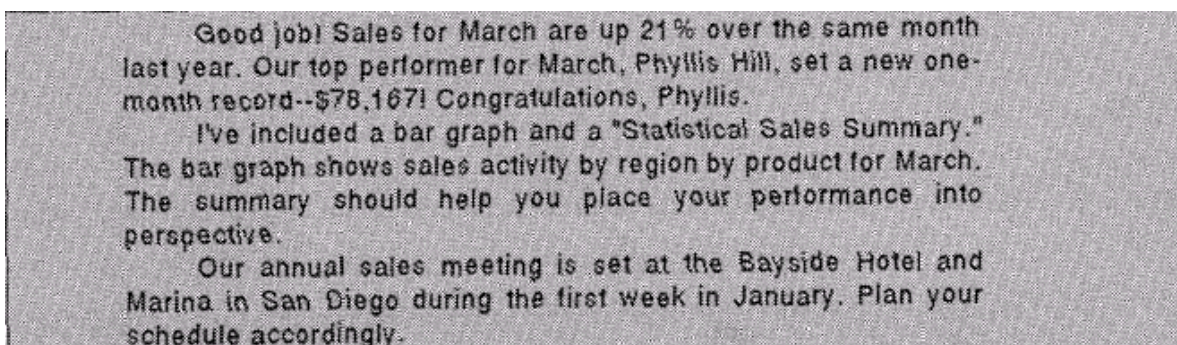 Good job! Sales for March are up 21% over the same month
last year. Our top performer for March, Phyllis Hill, set a new one-
month record--$78,167! Congratulations, Phyllis.
I've included a bar graph and a "Statistical Sales Summary."
The bar graph shows sales activity by region by product for March.
The summary should help you place your performance into
perspective.
Our annual sales meeting is set at the Bayside Hotel and
Marina in San Diego during the first week in January. Plan your
schedule accordingly.